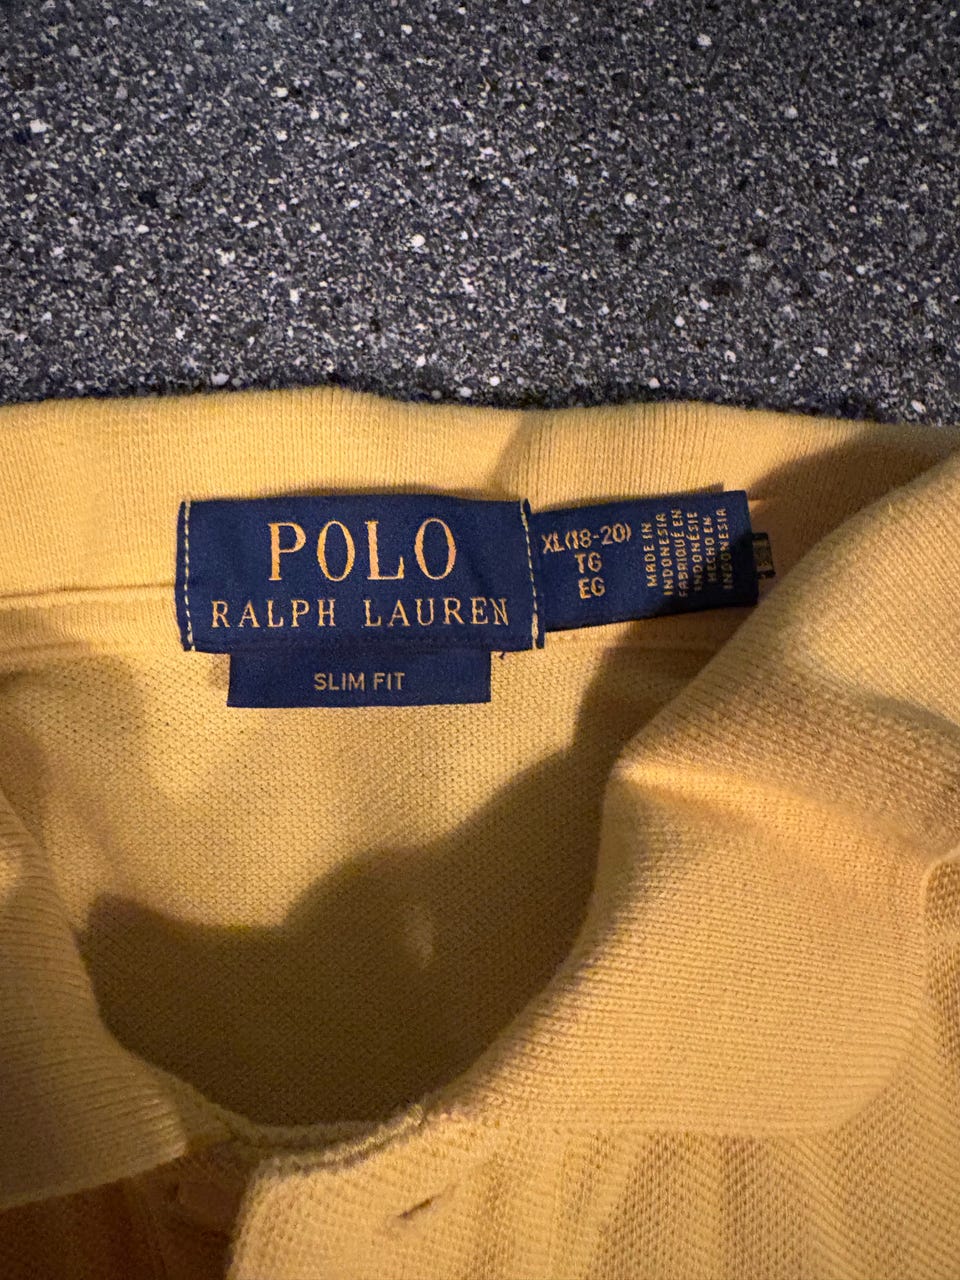 POLO
RALPH LAUREN
SLIM FIT
XL(18-20)
TG
EG
MADE IN
INDONESIA
FABRIQUÉ EN
INDONÉSIE
HECHO EN
INDONESIA